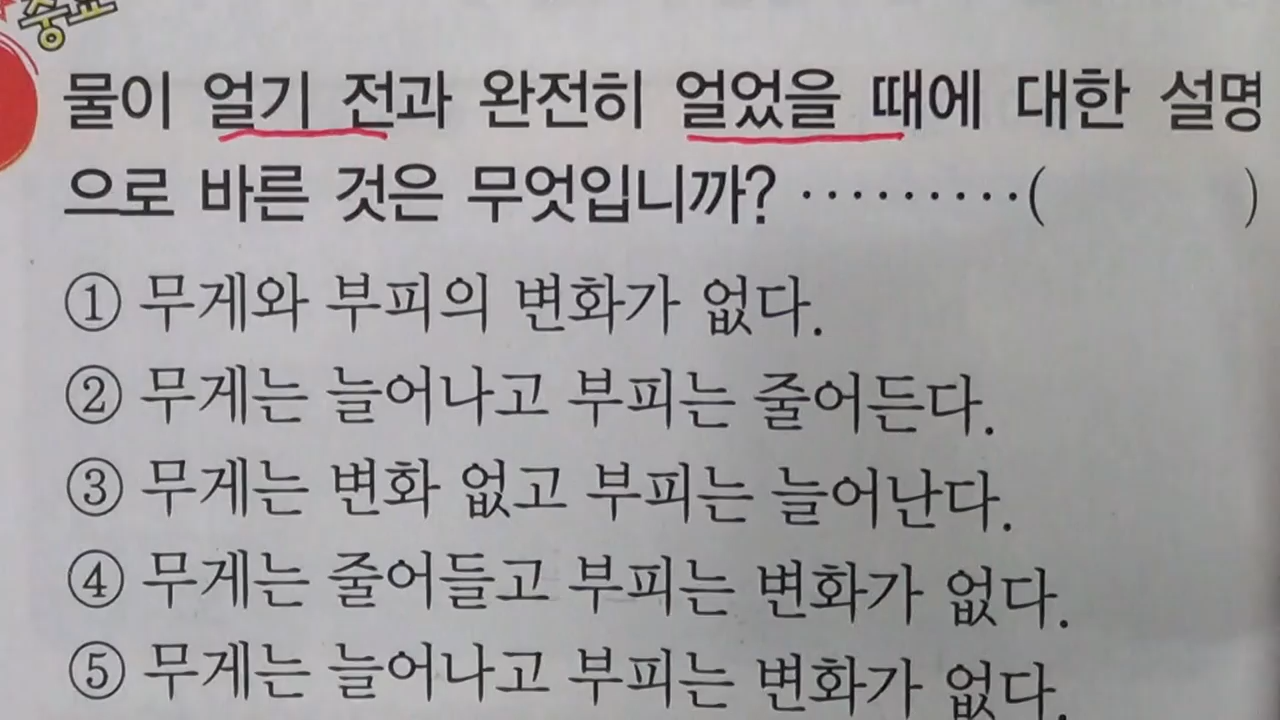 중요
물이 얼기 전과 완전히 얼었을 때에 대한 설명
으로 바른 것은 무엇입니까? ·········( )
① 무게와 부피의 변화가 없다.
② 무게는 늘어나고 부피는 줄어든다.
③ 무게는 변화 없고 부피는 늘어난다.
④ 무게는 줄어들고 부피는 변화가 없다.
⑤ 무게는 늘어나고 부피는 변화가 없다.